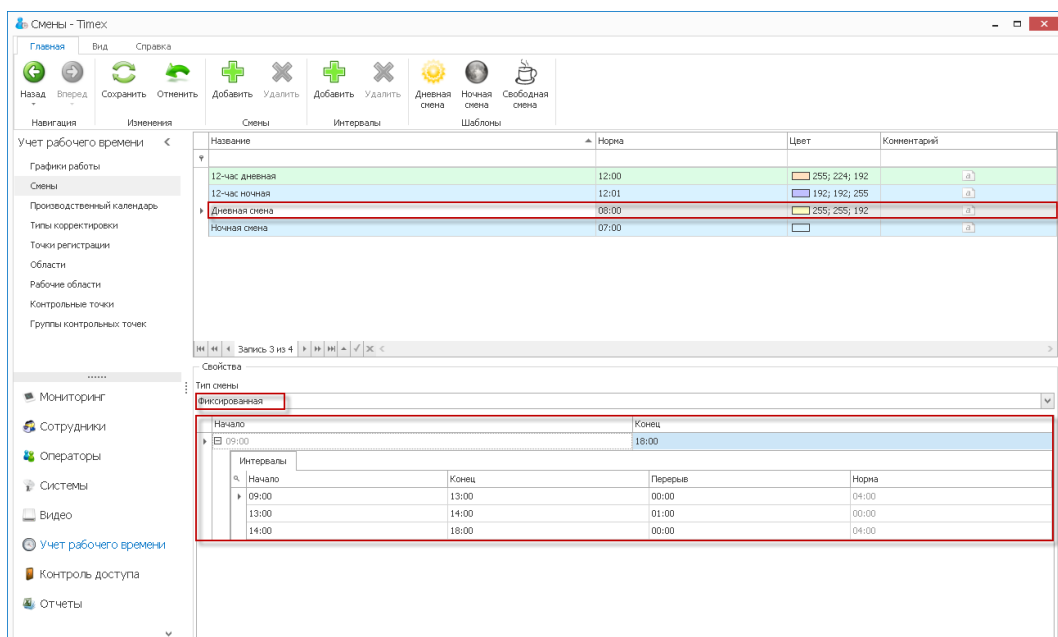 Смены - Timex
Главная Вид Справка
Назад Вперед Сохранить Отменить Добавить Удалить Добавить Удалить Дневная смена Ночная смена Свободная смена
Навигация Изменения Смены Интервалы Шаблоны
Учет рабочего времени
Графики работы
Смены
Производственный календарь
Типы корректировки
Точки регистрации
Области
Рабочие области
Контрольные точки
Группы контрольных точек
Мониторинг
Сотрудники
Операторы
Системы
Видео
Учет рабочего времени
Контроль доступа
Отчеты
Название Норма Цвет Комментарий
12-час дневная 12:00 255; 224; 192 a
12-час ночная 12:01 192; 192; 255 a
Дневная смена 08:00 255; 255; 192 a
Ночная смена 07:00 a
Запись 3 из 4
Свойства
Тип смены
Фиксированная
Начало Конец
09:00 18:00
Интервалы
Начало Конец Перерыв Норма
09:00 13:00 00:00 04:00
13:00 14:00 01:00 00:00
14:00 18:00 00:00 04:00